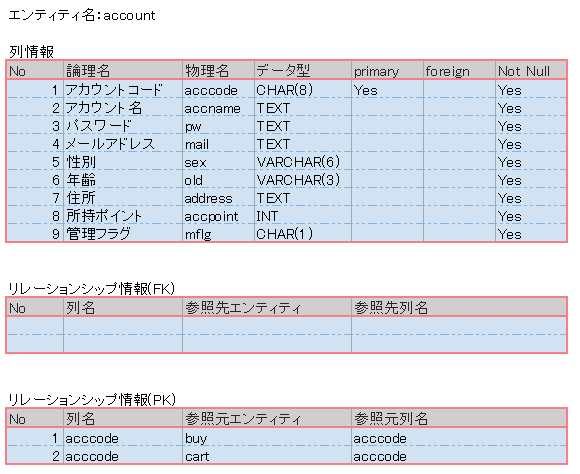 エンティティ名：account
列情報
No 論理名 物理名 データ型 primary foreign Not Null
1 アカウントコード acccode CHAR(8) Yes Yes
2 アカウント名 accname TEXT Yes
3 パスワード pw TEXT Yes
4 メールアドレス mail TEXT Yes
5 性別 sex VARCHAR(6) Yes
6 年齢 old VARCHAR(3) Yes
7 住所 address TEXT Yes
8 所持ポイント accpoint INT Yes
9 管理フラグ mflg CHAR(1) Yes
リレーションシップ情報(FK)
No 列名 参照先エンティティ 参照先列名
リレーションシップ情報(PK)
No 列名 参照元エンティティ 参照元列名
1 acccode buy acccode
2 acccode cart acccode